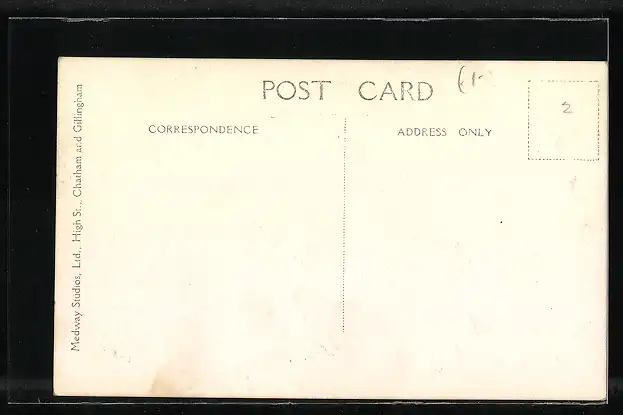 POST CARD
CORRESPONDENCE
ADDRESS ONLY
2
Medway Studios, Ltd., High St., Chatham and Gillingham